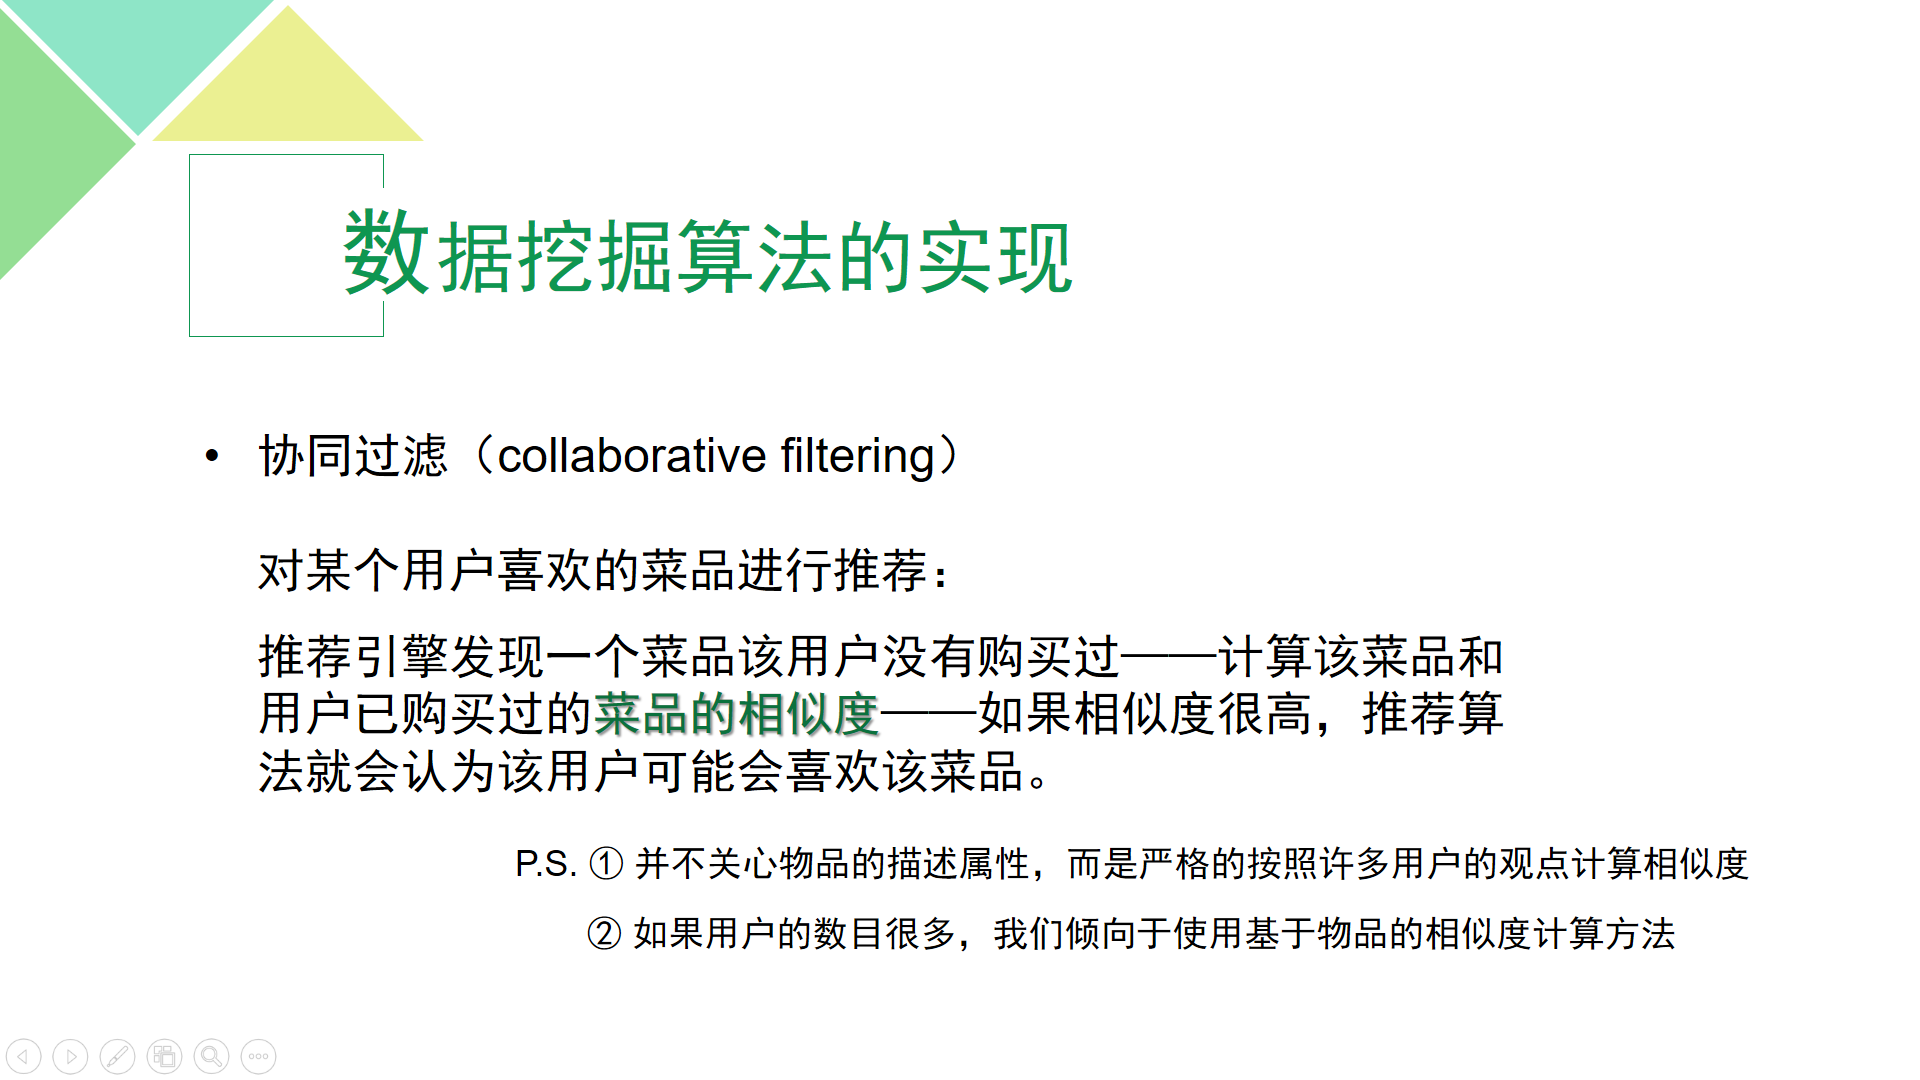 数据挖掘算法的实现
• 协同过滤（collaborative filtering）
对某个用户喜欢的菜品进行推荐：
推荐引擎发现一个菜品该用户没有购买过——计算该菜品和
用户已购买过的菜品的相似度——如果相似度很高，推荐算
法就会认为该用户可能会喜欢该菜品。
P.S. ① 并不关心物品的描述属性，而是严格的按照许多用户的观点计算相似度
② 如果用户的数目很多，我们倾向于使用基于物品的相似度计算方法